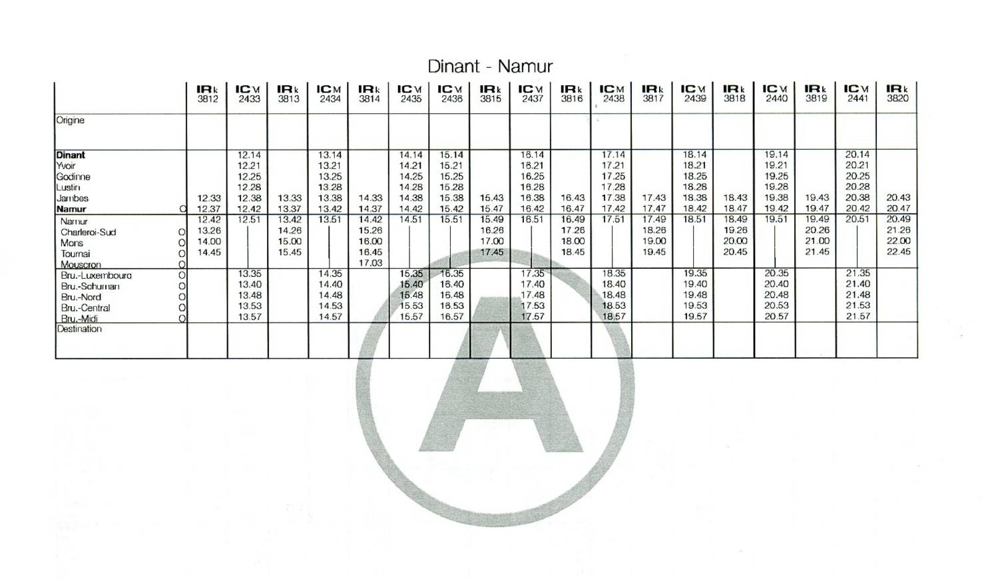 Dinant - Namur
IR k IC M IR k IC M IR k IC M IC M IR k IC M IR k IC M IR k IC M IR k IC M IR k IC M IR k
3812 2433 3813 2434 3814 2435 2436 3815 2437 3816 2438 3817 2439 3818 2440 3819 2441 3820
Origine
Dinant 12.14 13.14 14.14 15.14 16.14 17.14 18.14 19.14 20.14
Yvoir 12.21 13.21 14.21 15.21 16.21 17.21 18.21 19.21 20.21
Godinne 12.25 13.25 14.25 15.25 16.25 17.25 18.25 19.25 20.25
Lustin 12.28 13.28 14.28 15.28 16.28 17.28 18.28 19.28 20.28
Jambes 12.33 12.38 13.33 13.38 14.33 14.38 15.38 15.43 16.38 16.43 17.38 17.43 18.38 18.43 19.38 19.43 20.38 20.43
Namur O 12.37 12.42 13.37 13.42 14.37 14.42 15.42 15.47 16.42 16.47 17.42 17.47 18.42 18.47 19.42 19.47 20.42 20.47
Namur 12.42 12.51 13.42 13.51 14.42 14.51 15.51 15.49 16.51 16.49 17.51 17.49 18.51 18.49 19.51 19.49 20.51 20.49
Charleroi-Sud O 13.26 14.26 15.26 16.26 17.26 18.26 19.26 20.26 21.26
Mons O 14.00 15.00 16.00 17.00 18.00 19.00 20.00 21.00 22.00
Tournai O 14.45 15.45 16.45 17.45 18.45 19.45 20.45 21.45 22.45
Mouscron O 17.03
Bru.-Luxembourg O 13.35 14.35 15.35 16.35 17.35 18.35 19.35 20.35 21.35
Bru.-Schuman O 13.40 14.40 15.40 16.40 17.40 18.40 19.40 20.40 21.40
Bru.-Nord O 13.48 14.48 15.48 16.48 17.48 18.48 19.48 20.48 21.48
Bru.-Central O 13.53 14.53 15.53 16.53 17.53 18.53 19.53 20.53 21.53
Bru.-Midi O 13.57 14.57 15.57 16.57 17.57 18.57 19.57 20.57 21.57
Destination
A